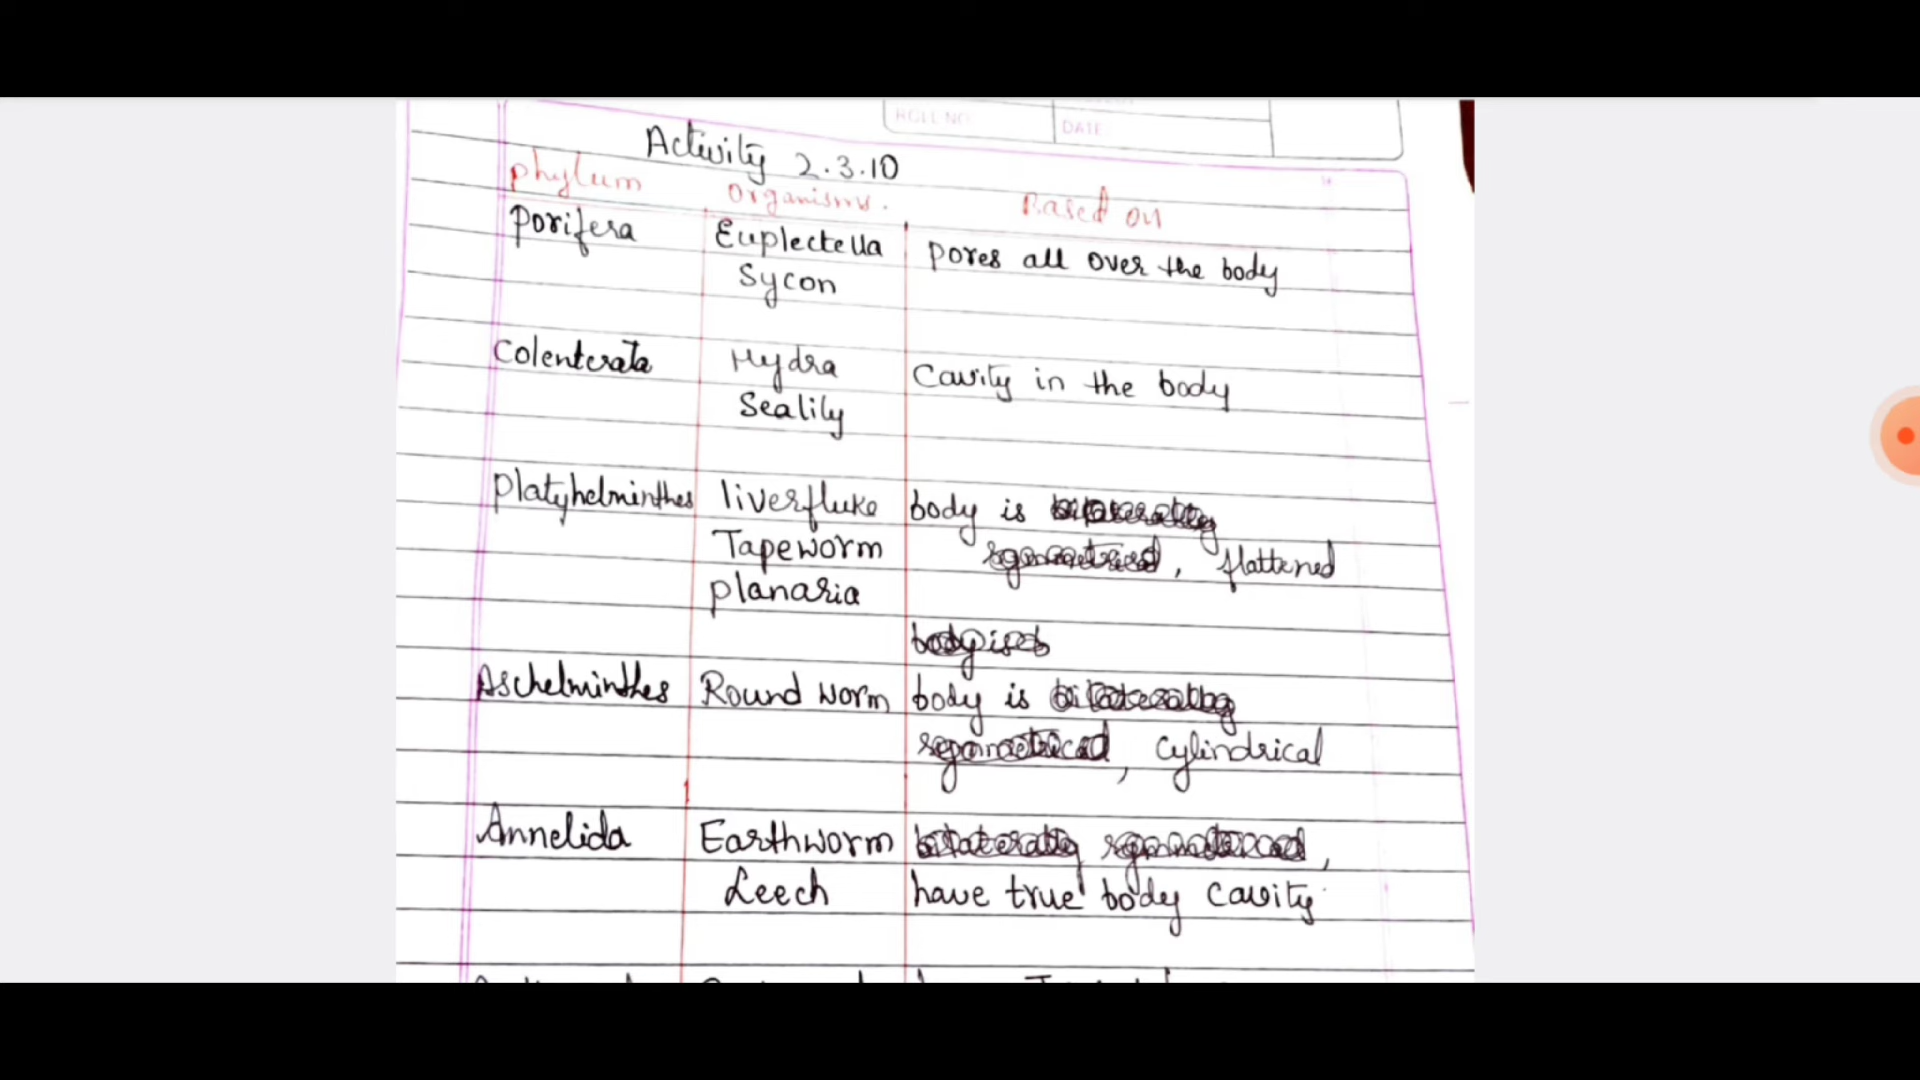 ROLL NO.
DATE
Activity 2.3.10
phylum organisms. Based on
Porifera Euplectella pores all over the body
Sycon
Colenterata Hydra Cavity in the body
Sealily
Platyhelminthes liverfluke body is
Tapeworm , flattened
planaria
Aschelminthes Round worm body is
, cylindrical
Annelida Earthworm ,
Leech have true body cavity